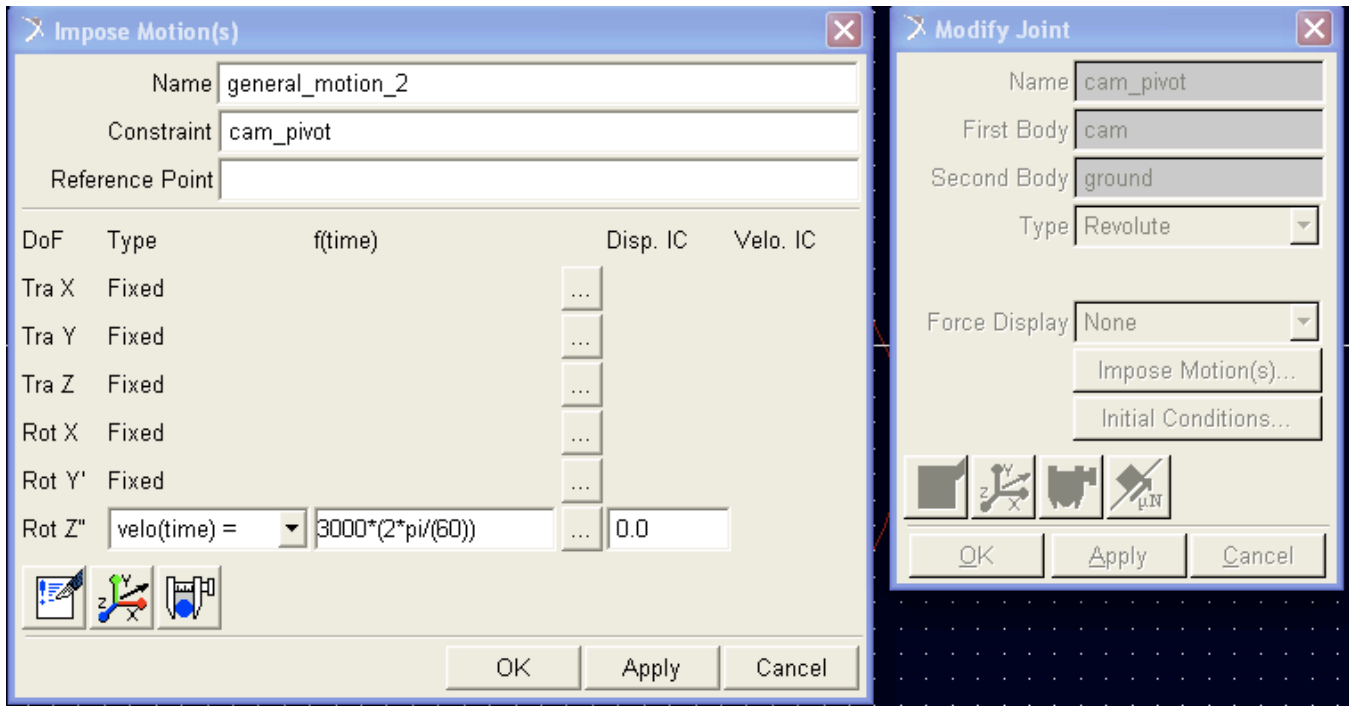 Impose Motion(s)
Name general_motion_2
Constraint cam_pivot
Reference Point
DoF Type f(time) Disp. IC Velo. IC
Tra X Fixed ...
Tra Y Fixed ...
Tra Z Fixed ...
Rot X Fixed ...
Rot Y' Fixed ...
Rot Z" velo(time) = 3000*(2*pi/(60)) ... 0.0
Z Y X
OK Apply Cancel
Modify Joint
Name cam_pivot
First Body cam
Second Body ground
Type Revolute
Force Display None
Impose Motion(s)...
Initial Conditions...
Z Y X μN
OK Apply Cancel